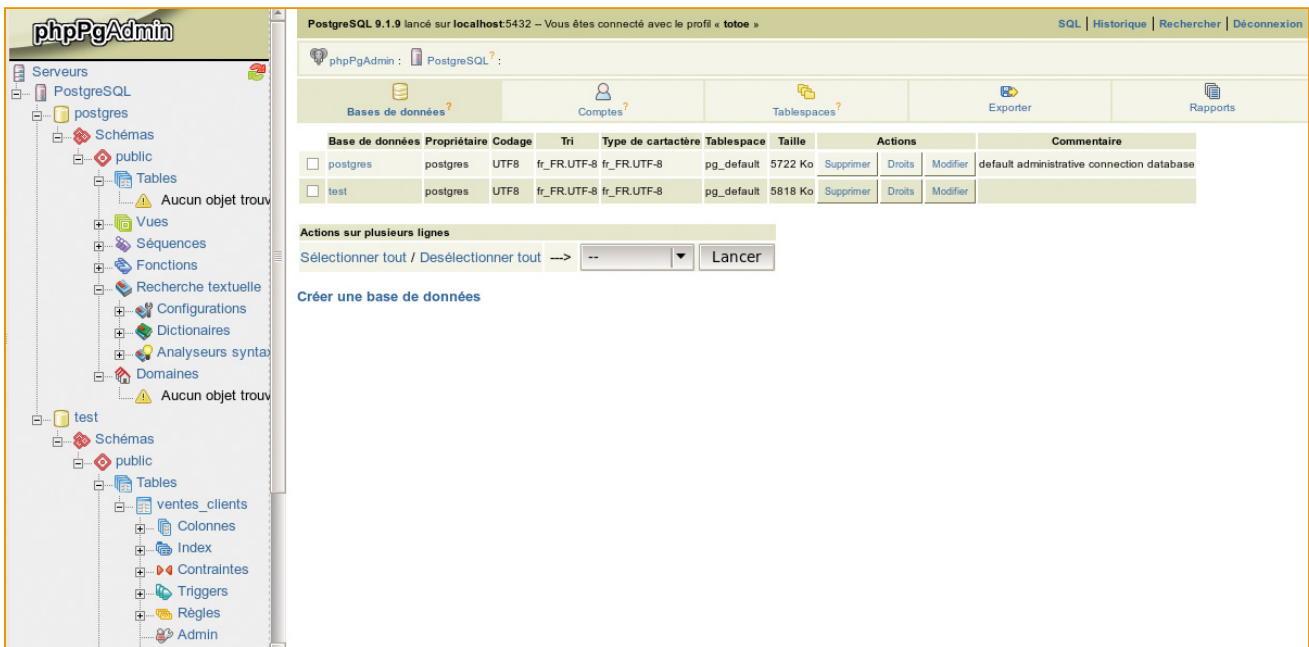 phpPgAdmin
Serveurs
PostgreSQL
postgres
Schémas
public
Tables
Aucun objet trouv
Vues
Séquences
Fonctions
Recherche textuelle
Configurations
Dictionaires
Analyseurs syntax
Domaines
Aucun objet trouv
test
Schémas
public
Tables
ventes_clients
Colonnes
Index
Contraintes
Triggers
Règles
Admin
PostgreSQL 9.1.9 lancé sur localhost:5432 -- Vous êtes connecté avec le profil « totoe »
SQL | Historique | Rechercher | Déconnexion
phpPgAdmin : PostgreSQL? :
Bases de données? Comptes? Tablespaces? Exporter Rapports
Base de données Propriétaire Codage Tri Type de cartactère Tablespace Taille Actions Commentaire
postgres postgres UTF8 fr_FR.UTF-8 fr_FR.UTF-8 pg_default 5722 Ko Supprimer Droits Modifier default administrative connection database
test postgres UTF8 fr_FR.UTF-8 fr_FR.UTF-8 pg_default 5818 Ko Supprimer Droits Modifier
Actions sur plusieurs lignes
Sélectionner tout / Desélectionner tout ---> -- Lancer
Créer une base de données